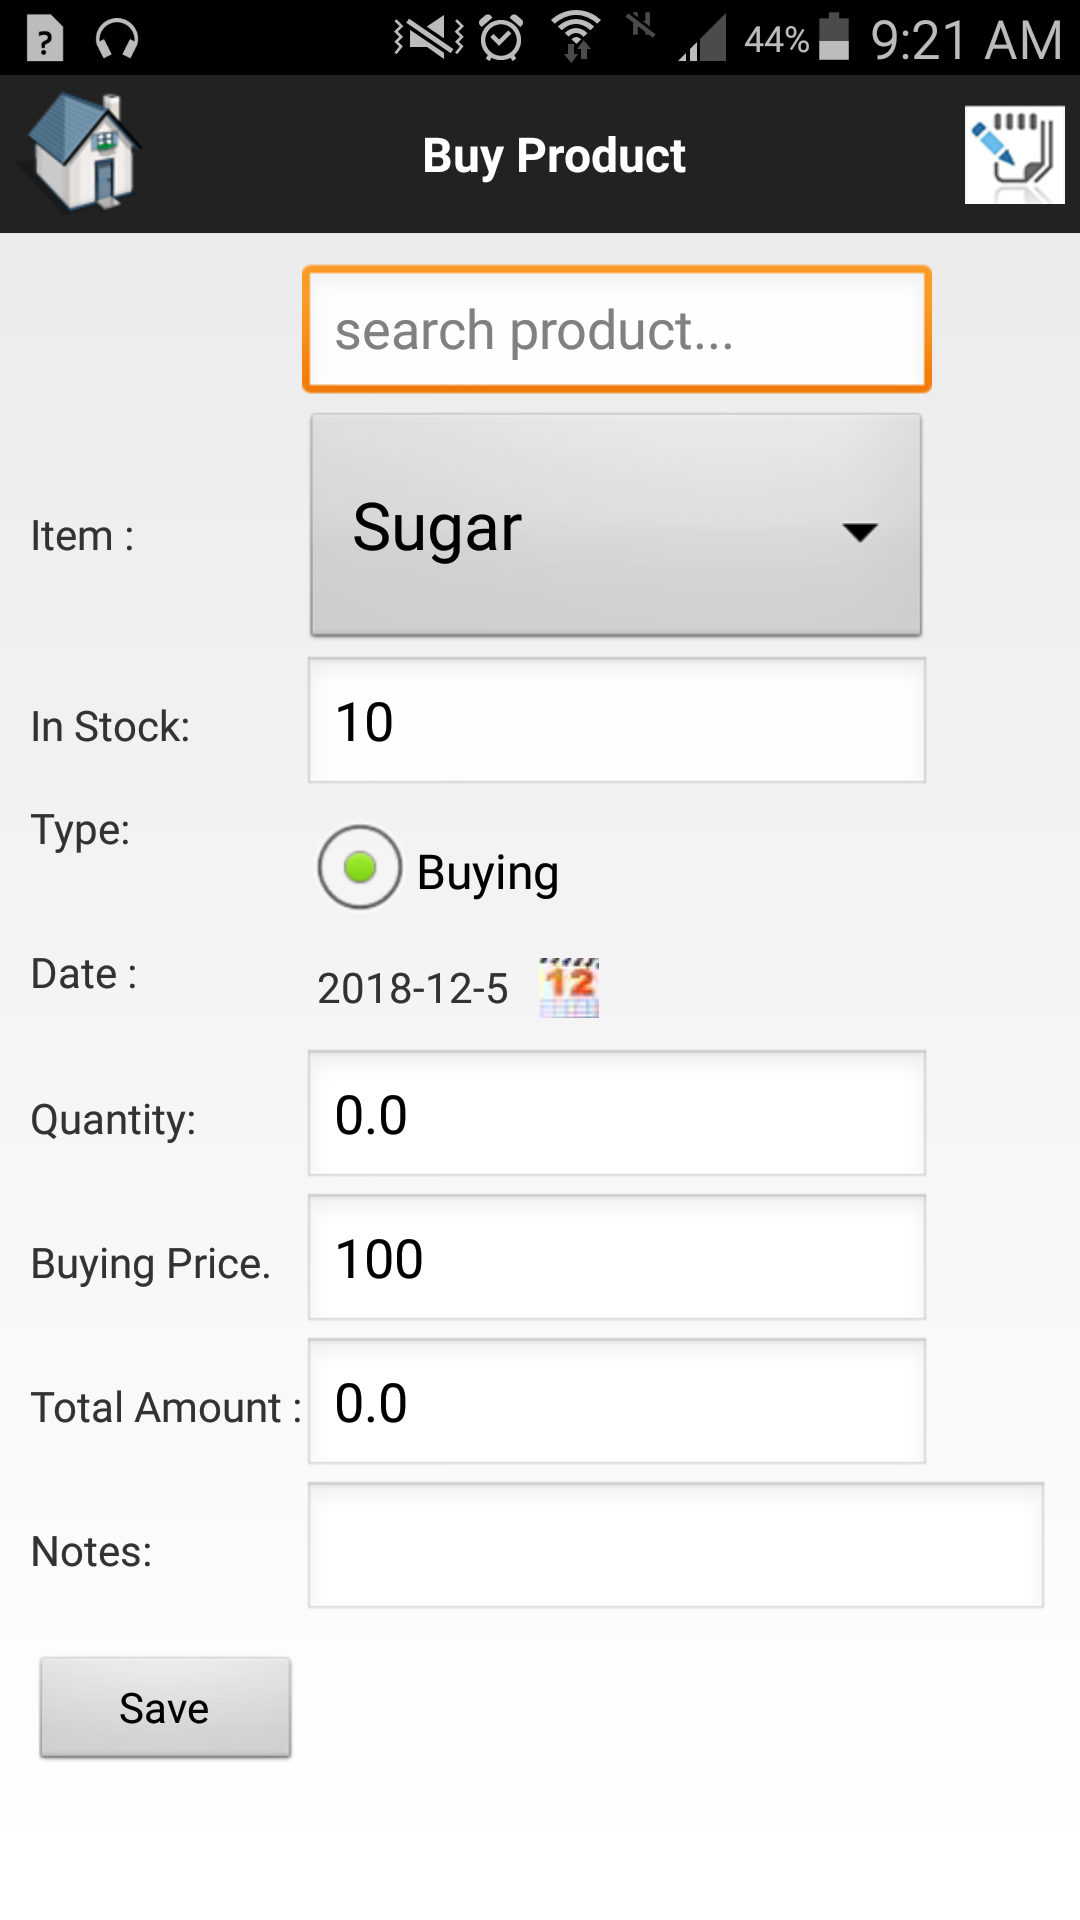 ?
44% 9:21 AM
Buy Product
search product...
Item :
Sugar
In Stock:
10
Type:
Buying
Date :
2018-12-5
12
Quantity:
0.0
Buying Price.
100
Total Amount :
0.0
Notes:
Save